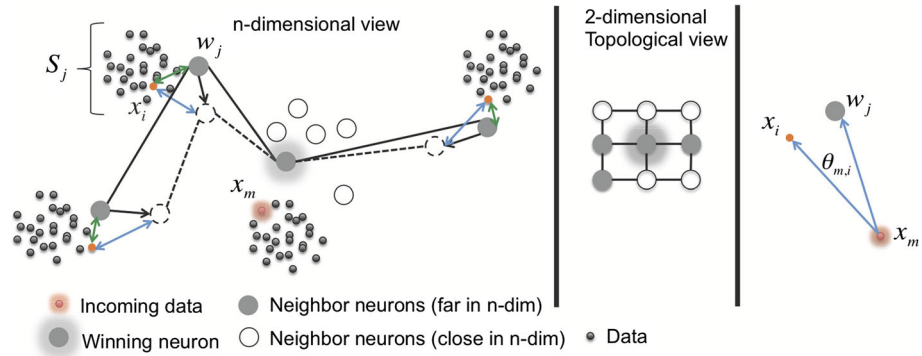 n-dimensional view
2-dimensional
Topological view
S_j
w_j
x_i
x_m
w_j
x_i
θ_{m,i}
x_m
Incoming data
Neighbor neurons (far in n-dim)
Winning neuron
Neighbor neurons (close in n-dim)
Data